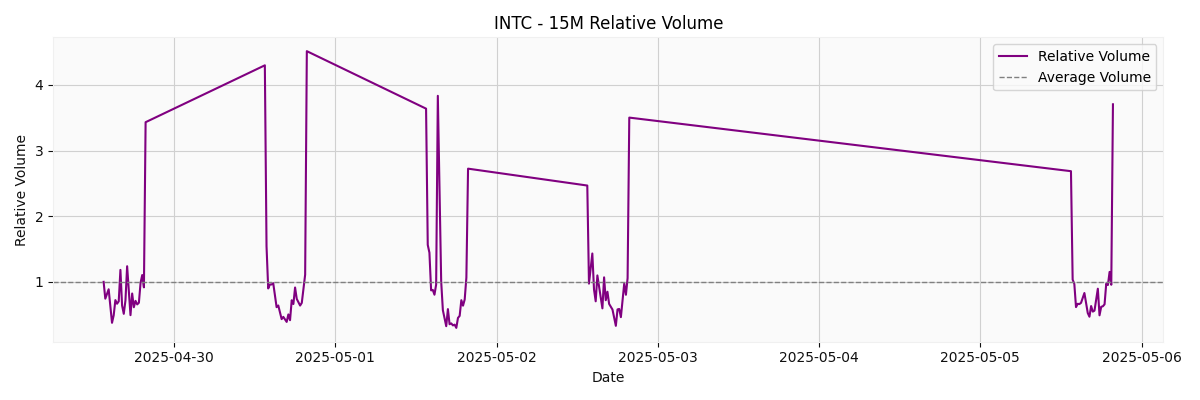 INTC - 15M Relative Volume
Relative Volume
Average Volume
Relative Volume
4
3
2
1
2025-04-30
2025-05-01
2025-05-02
2025-05-03
2025-05-04
2025-05-05
2025-05-06
Date